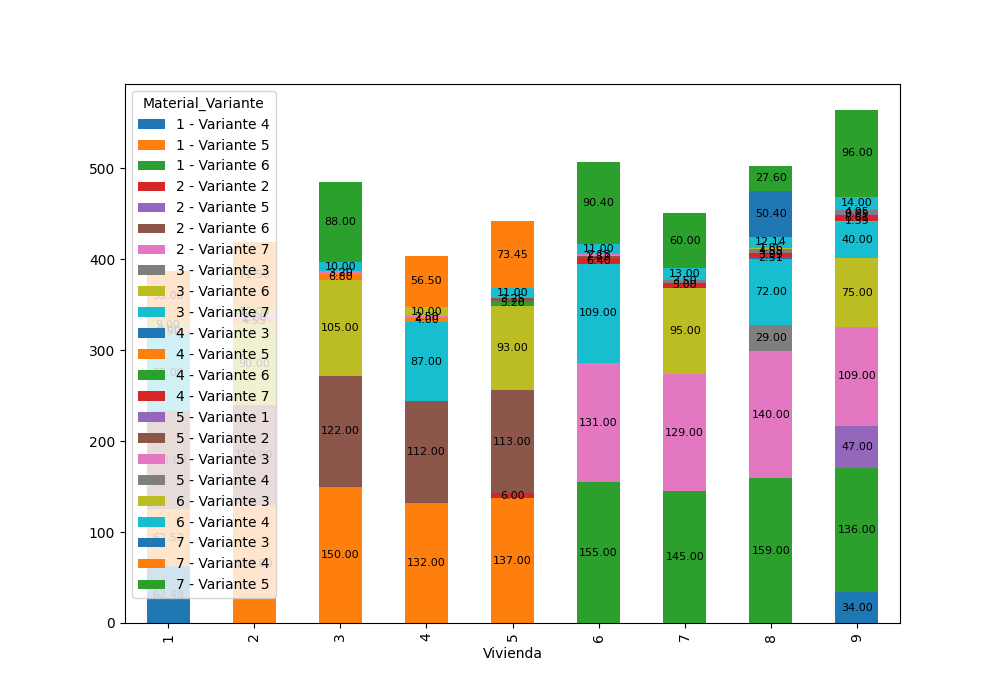 Material_Variante
1 - Variante 4
1 - Variante 5
1 - Variante 6
2 - Variante 2
2 - Variante 5
2 - Variante 6
2 - Variante 7
3 - Variante 3
3 - Variante 6
3 - Variante 7
4 - Variante 3
4 - Variante 5
4 - Variante 6
4 - Variante 7
5 - Variante 1
5 - Variante 2
5 - Variante 3
5 - Variante 4
6 - Variante 3
6 - Variante 4
7 - Variante 3
7 - Variante 4
7 - Variante 5
500
400
300
200
100
0
88.00
10.00
105.00
122.00
150.00
56.50
10.00
4.00
87.00
112.00
132.00
73.45
11.00
93.00
113.00
6.00
137.00
90.40
11.00
109.00
131.00
155.00
60.00
13.00
5.00
95.00
129.00
145.00
27.60
50.40
12.14
72.00
29.00
140.00
159.00
96.00
14.00
40.00
75.00
109.00
47.00
136.00
34.00
1 2 3 4 5 6 7 8 9
Vivienda